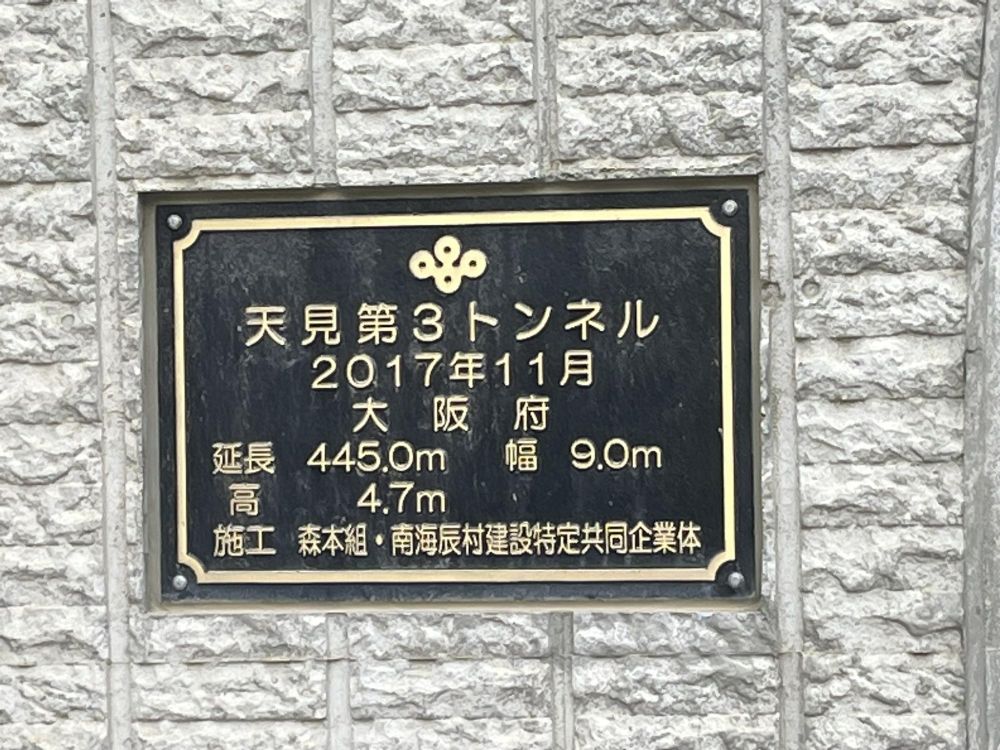 天見第3トンネル
2017年11月
大阪府
延長 445.0m 幅 9.0m
高 4.7m
施工 森本組・南海辰村建設特定共同企業体